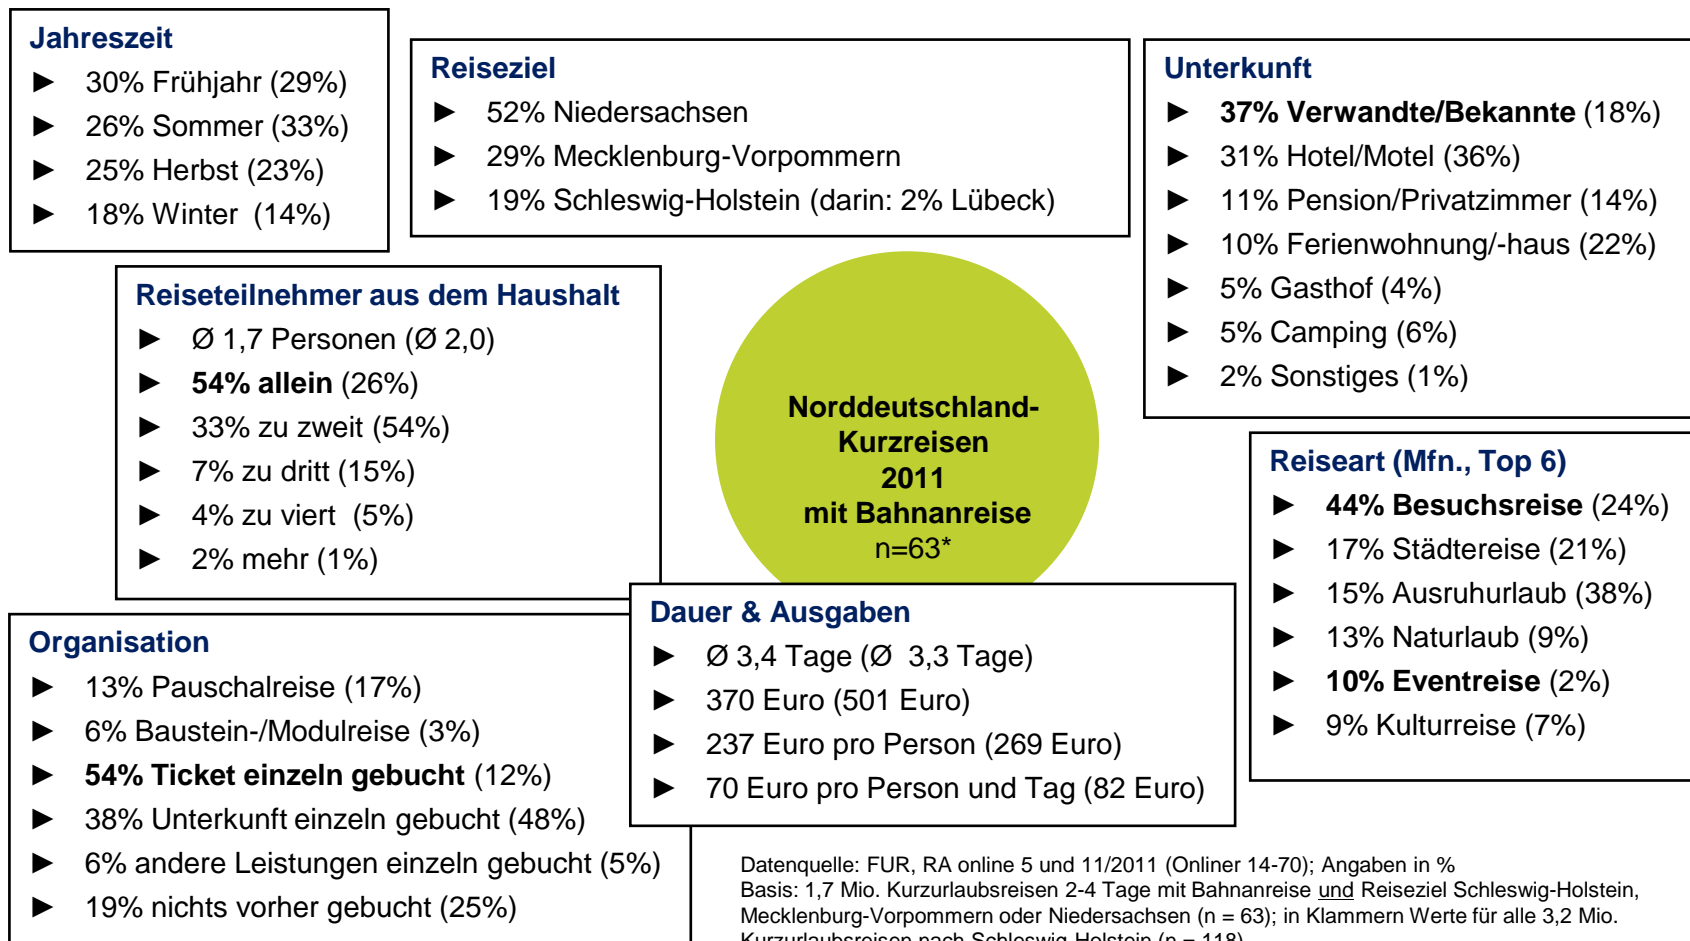 Jahreszeit
► 30% Frühjahr (29%)
► 26% Sommer (33%)
► 25% Herbst (23%)
► 18% Winter (14%)
Reiseziel
► 52% Niedersachsen
► 29% Mecklenburg-Vorpommern
► 19% Schleswig-Holstein (darin: 2% Lübeck)
Unterkunft
► 37% Verwandte/Bekannte (18%)
► 31% Hotel/Motel (36%)
► 11% Pension/Privatzimmer (14%)
► 10% Ferienwohnung/-haus (22%)
► 5% Gasthof (4%)
► 5% Camping (6%)
► 2% Sonstiges (1%)
Reiseteilnehmer aus dem Haushalt
► Ø 1,7 Personen (Ø 2,0)
► 54% allein (26%)
► 33% zu zweit (54%)
► 7% zu dritt (15%)
► 4% zu viert (5%)
► 2% mehr (1%)
Norddeutschland-
Kurzreisen
2011
mit Bahnanreise
n=63*
Reiseart (Mfn., Top 6)
► 44% Besuchsreise (24%)
► 17% Städtereise (21%)
► 15% Ausruhurlaub (38%)
► 13% Naturlaub (9%)
► 10% Eventreise (2%)
► 9% Kulturreise (7%)
Organisation
► 13% Pauschalreise (17%)
► 6% Baustein-/Modulreise (3%)
► 54% Ticket einzeln gebucht (12%)
► 38% Unterkunft einzeln gebucht (48%)
► 6% andere Leistungen einzeln gebucht (5%)
► 19% nichts vorher gebucht (25%)
Dauer & Ausgaben
► Ø 3,4 Tage (Ø 3,3 Tage)
► 370 Euro (501 Euro)
► 237 Euro pro Person (269 Euro)
► 70 Euro pro Person und Tag (82 Euro)
Datenquelle: FUR, RA online 5 und 11/2011 (Onliner 14-70); Angaben in %
Basis: 1,7 Mio. Kurzurlaubsreisen 2-4 Tage mit Bahnanreise und Reiseziel Schleswig-Holstein,
Mecklenburg-Vorpommern oder Niedersachsen (n = 63); in Klammern Werte für alle 3,2 Mio.
Kurzurlaubsreisen nach Schleswig-Holstein (n = 118)